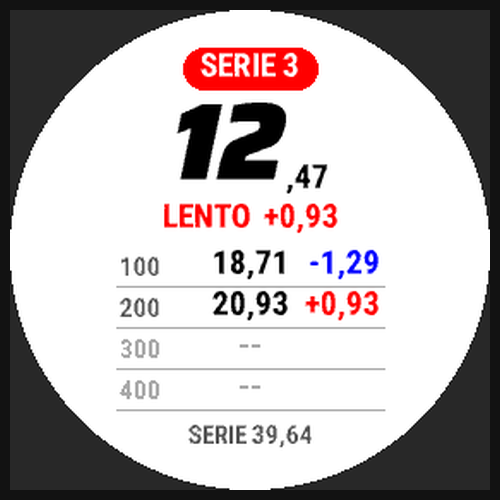 SERIE 3
12,47
LENTO +0,93
100 18,71 -1,29
200 20,93 +0,93
300 --
400 --
SERIE 39,64